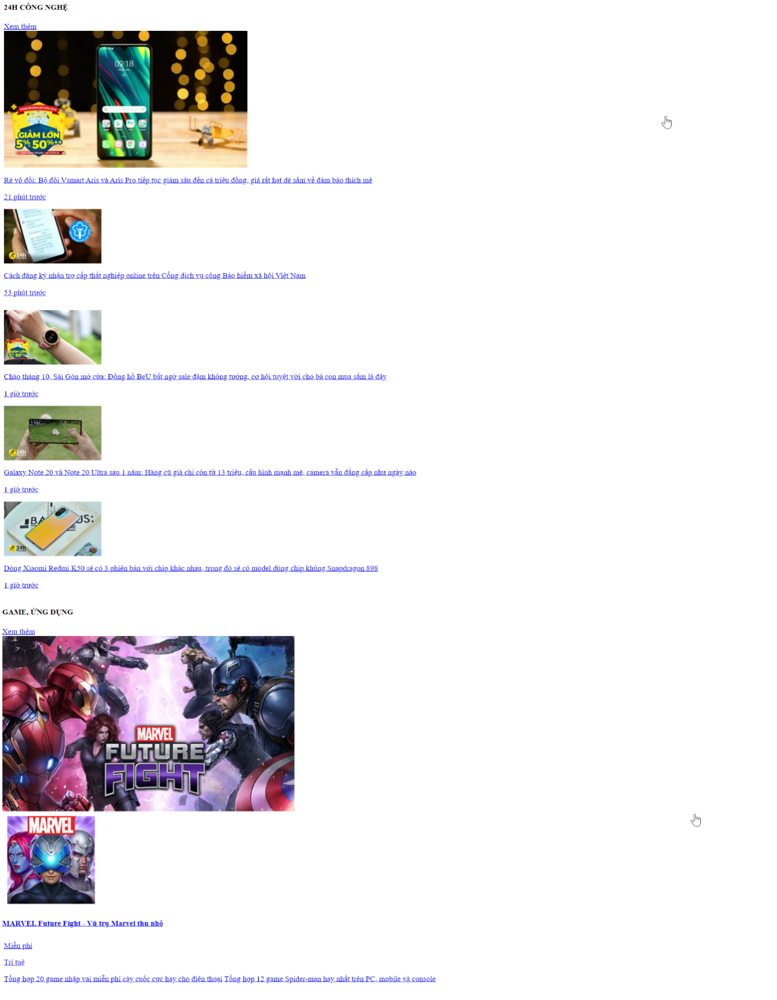 24H CÔNG NGHỆ
Xem thêm
09:18
GIẢM LỚN
5%-50%++
Rẻ vô đối: Bộ đôi Vsmart Aris và Aris Pro tiếp tục giảm sâu đến cả triệu đồng, giá rất hạt dẻ sắm về đảm bảo thích mê
21 phút trước
24h
Cách đăng ký nhận trợ cấp thất nghiệp online trên Cổng dịch vụ công Bảo hiểm xã hội Việt Nam
53 phút trước
GIẢM LỚN
5% 50%
Chào tháng 10, Sài Gòn mở cửa: Đồng hồ BeU bất ngờ sale đậm không tưởng, cơ hội tuyệt vời cho bà con mua sắm là đây
1 giờ trước
24h
Galaxy Note 20 và Note 20 Ultra sau 1 năm: Hàng cũ giá chỉ còn từ 13 triệu, cấu hình mạnh mẽ, camera vẫn đẳng cấp như ngày nào
1 giờ trước
24h
Dòng Xiaomi Redmi K50 sẽ có 3 phiên bản với chip khác nhau, trong đó sẽ có model dùng chip khủng Snapdragon 898
1 giờ trước
GAME, ỨNG DỤNG
Xem thêm
MARVEL
FUTURE
FIGHT
MARVEL
MARVEL Future Fight - Vũ trụ Marvel thu nhỏ
Miễn phí
Trí tuệ
Tổng hợp 20 game nhập vai miễn phí cày cuốc cực hay cho điện thoại Tổng hợp 12 game Spider-man hay nhất trên PC, mobile và console